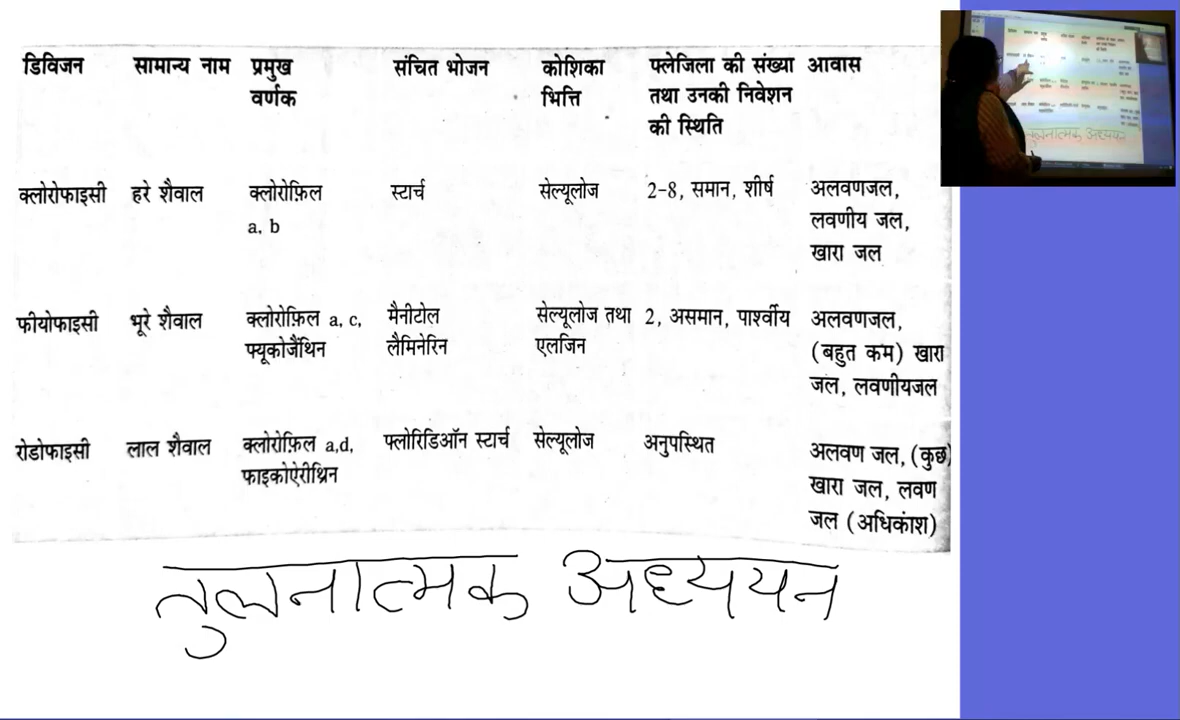 डिविजन सामान्य नाम प्रमुख वर्णक संचित भोजन कोशिका भित्ति फ्लेजिला की संख्या तथा उनकी निवेशन की स्थिति आवास
क्लोरोफाइसी हरे शैवाल क्लोरोफ़िल a, b स्टार्च सेल्यूलोज 2-8, समान, शीर्ष अलवणजल, लवणीय जल, खारा जल
फीयोफाइसी भूरे शैवाल क्लोरोफ़िल a, c, फ्यूकोजैंथिन मैनीटोल लैमिनेरिन सेल्यूलोज तथा एलजिन 2, असमान, पार्श्वीय अलवणजल, (बहुत कम) खारा जल, लवणीयजल
रोडोफाइसी लाल शैवाल क्लोरोफ़िल a,d, फाइकोऐरीथ्रिन फ्लोरिडिऑन स्टार्च सेल्यूलोज अनुपस्थित अलवण जल, (कुछ) खारा जल, लवण जल (अधिकांश)
तुलनात्मक अध्ययन